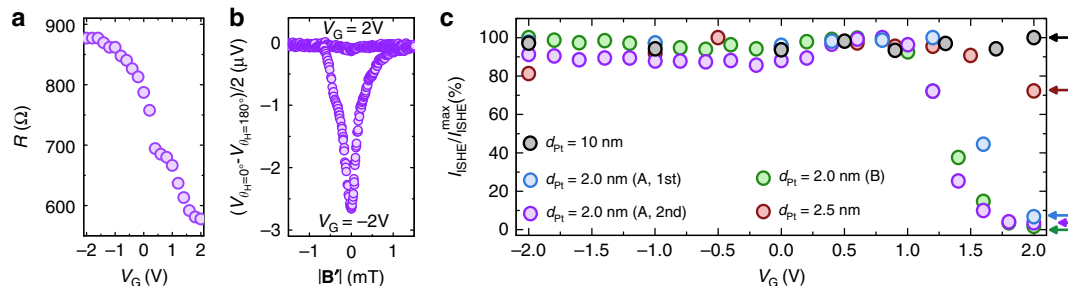 a
R (Ω)
900
800
700
600
−2
−1
0
1
2
V_G (V)
b
(V_θH=0° - V_θH=180°)/2 (μV)
0
−1
−2
−3
V_G = 2V
V_G = −2V
−1
0
1
|B′| (mT)
c
I_ISHE/I_ISHE^max (%)
100
80
60
40
20
0
d_Pt = 10 nm
d_Pt = 2.0 nm (A, 1st)
d_Pt = 2.0 nm (B)
d_Pt = 2.0 nm (A, 2nd)
d_Pt = 2.5 nm
−2.0
−1.5
−1.0
−0.5
0.0
0.5
1.0
1.5
2.0
V_G (V)